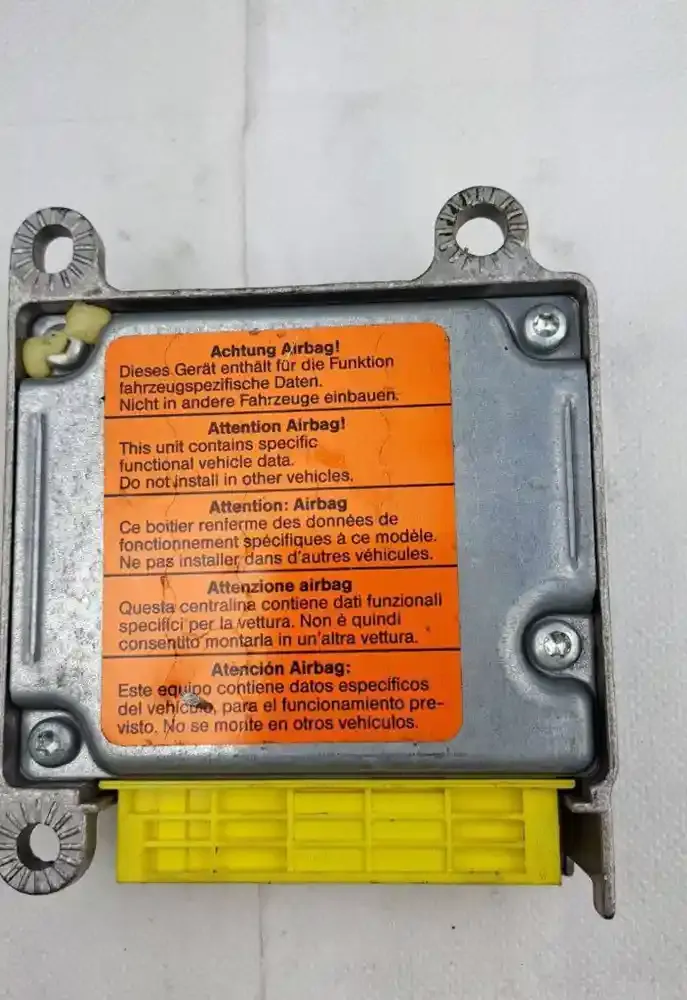 Achtung Airbag!
Dieses Gerät enthält für die Funktion
fahrzeugspezifische Daten.
Nicht in andere Fahrzeuge einbauen.
Attention Airbag!
This unit contains specific
functional vehicle data.
Do not install in other vehicles.
Attention: Airbag
Ce boîtier renferme des données de
fonctionnement spécifiques à ce modèle.
Ne pas installer dans d'autres véhicules.
Attenzione airbag
Questa centralina contiene dati funzionali
specifici per la vettura. Non è quindi
consentito montarla in un'altra vettura.
Atención Airbag:
Este equipo contiene datos específicos
del vehículo, para el funcionamiento pre-
visto. No se monte en otros vehículos.